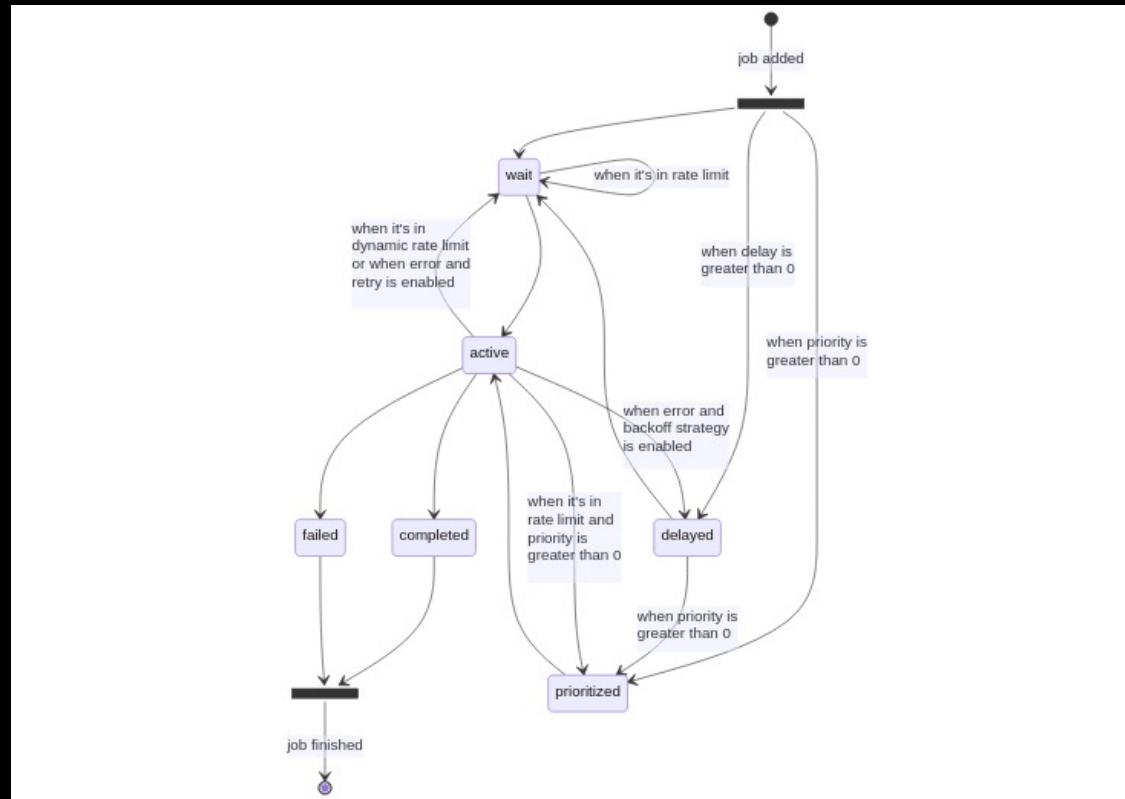 job added
wait
when it's in rate limit
when it's in
dynamic rate limit
or when error and
retry is enabled
when delay is
greater than 0
when priority is
greater than 0
active
when error and
backoff strategy
is enabled
when it's in
rate limit and
priority is
greater than 0
failed
completed
delayed
when priority is
greater than 0
prioritized
job finished